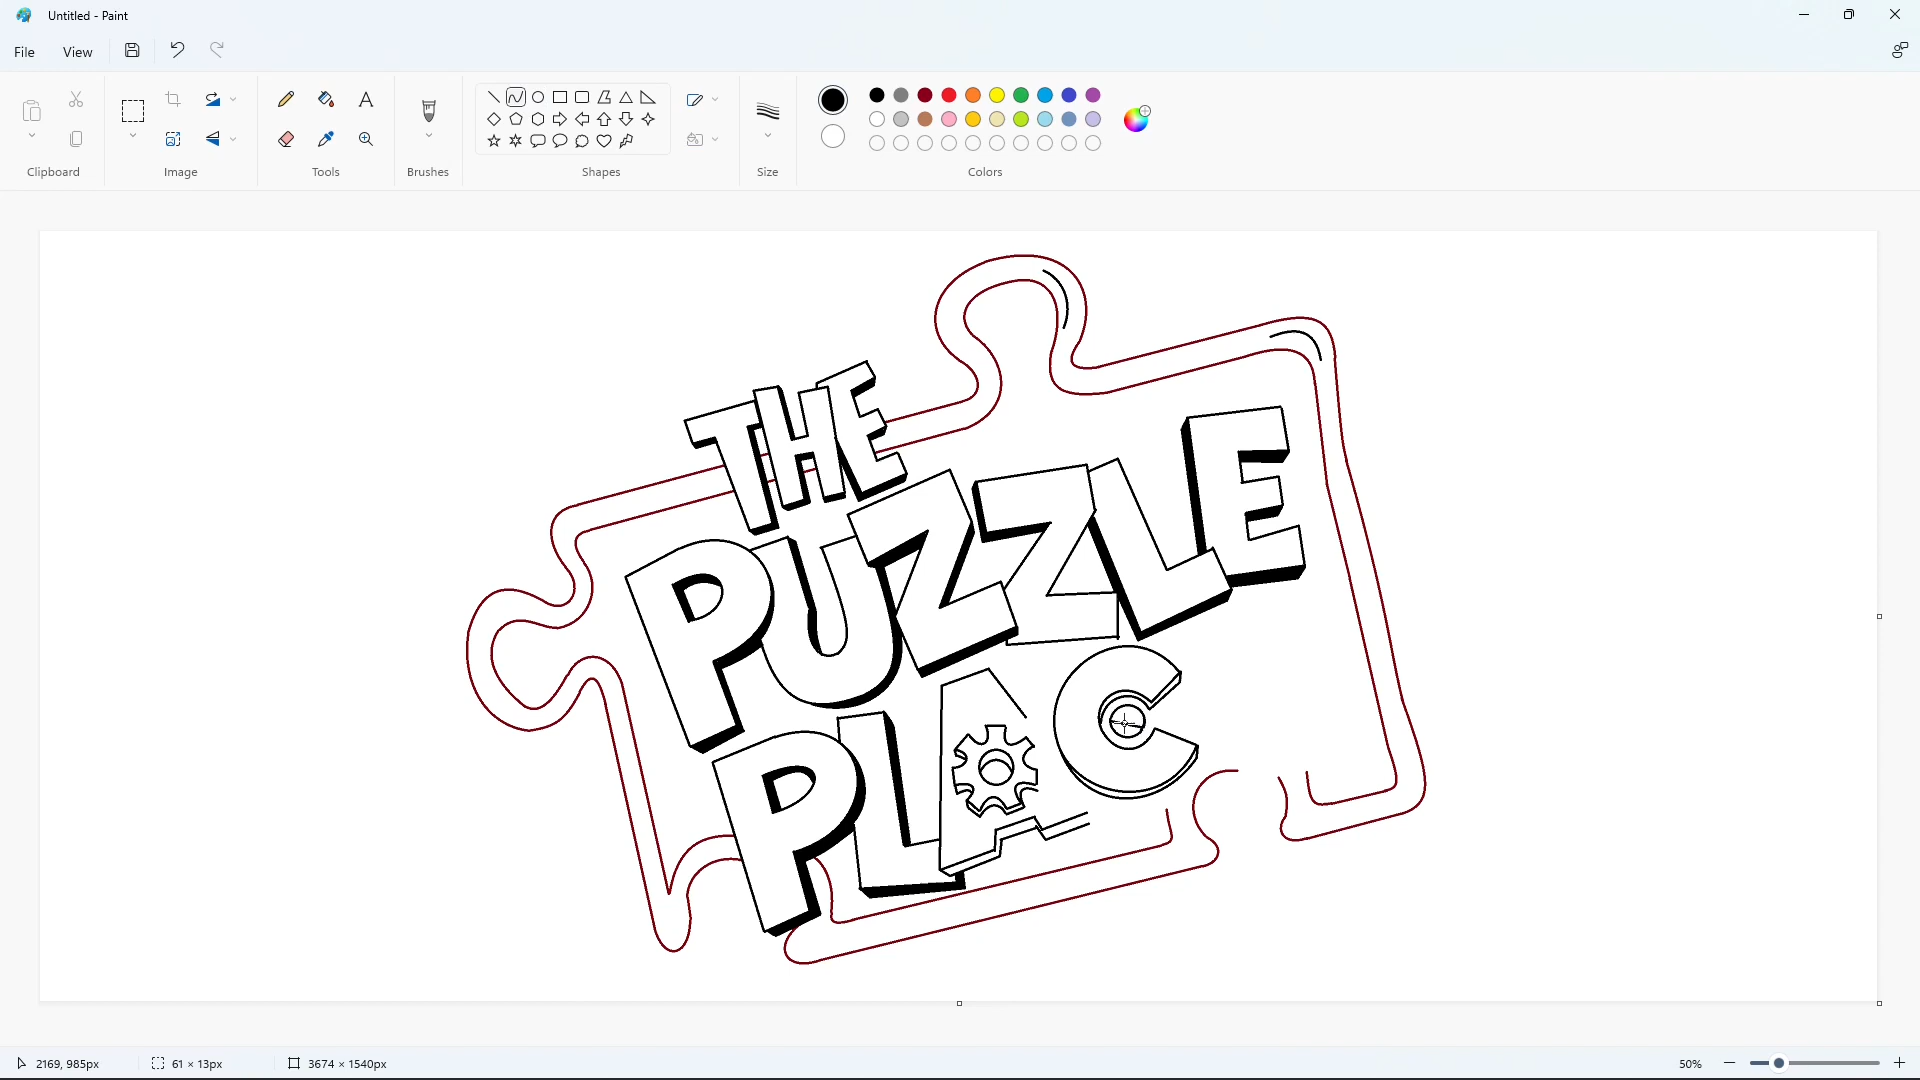 Untitled - Paint
File View
Clipboard Image Tools Brushes Shapes Size Colors
THE
PUZZLE
PLAC
2169, 985px 61 × 13px 3674 × 1540px 50%